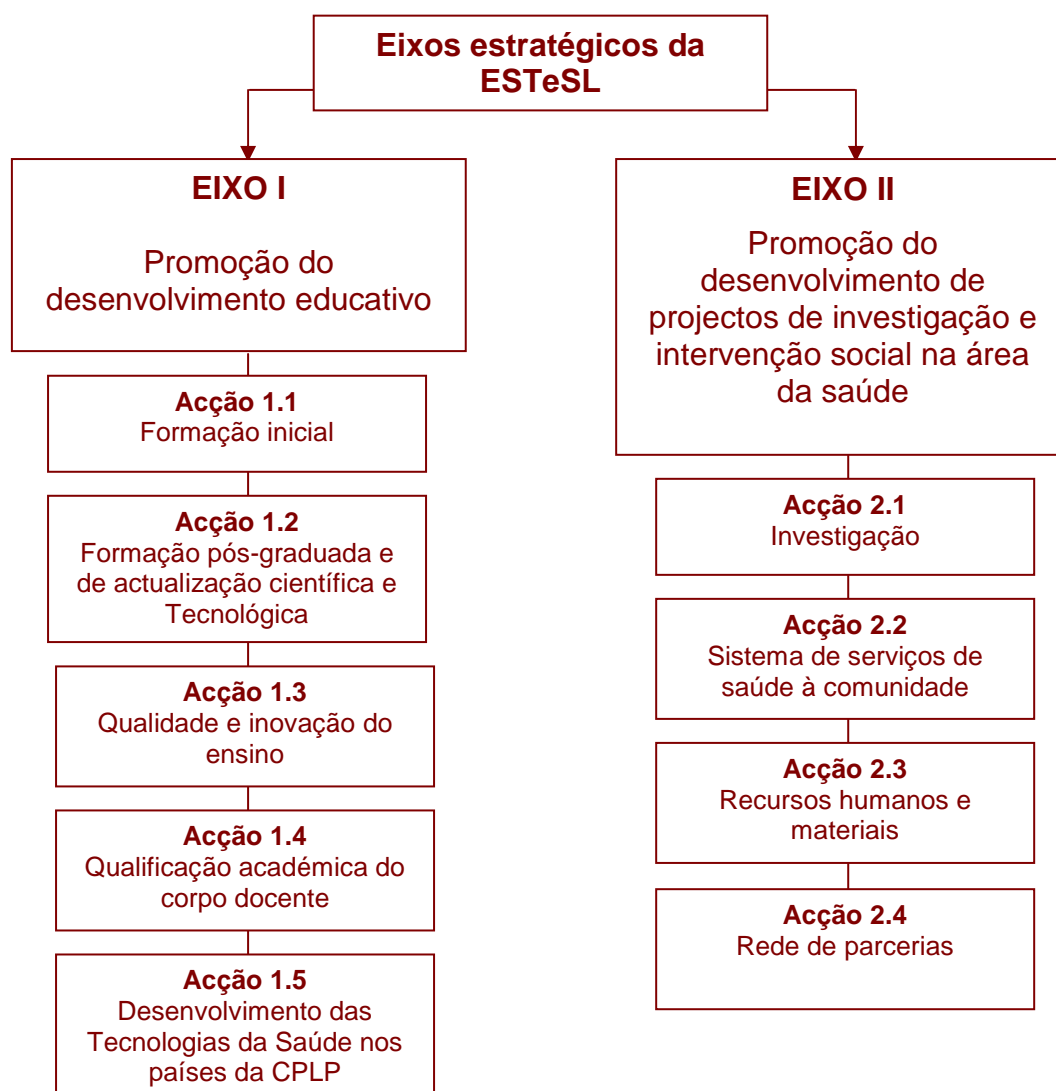 Eixos estratégicos da
ESTeSL
EIXO I
Promoção do
desenvolvimento educativo
Acção 1.1
Formação inicial
Acção 1.2
Formação pós-graduada e
de actualização científica e
Tecnológica
Acção 1.3
Qualidade e inovação do
ensino
Acção 1.4
Qualificação académica do
corpo docente
Acção 1.5
Desenvolvimento das
Tecnologias da Saúde nos
países da CPLP
EIXO II
Promoção do
desenvolvimento de
projectos de investigação e
intervenção social na área
da saúde
Acção 2.1
Investigação
Acção 2.2
Sistema de serviços de
saúde à comunidade
Acção 2.3
Recursos humanos e
materiais
Acção 2.4
Rede de parcerias